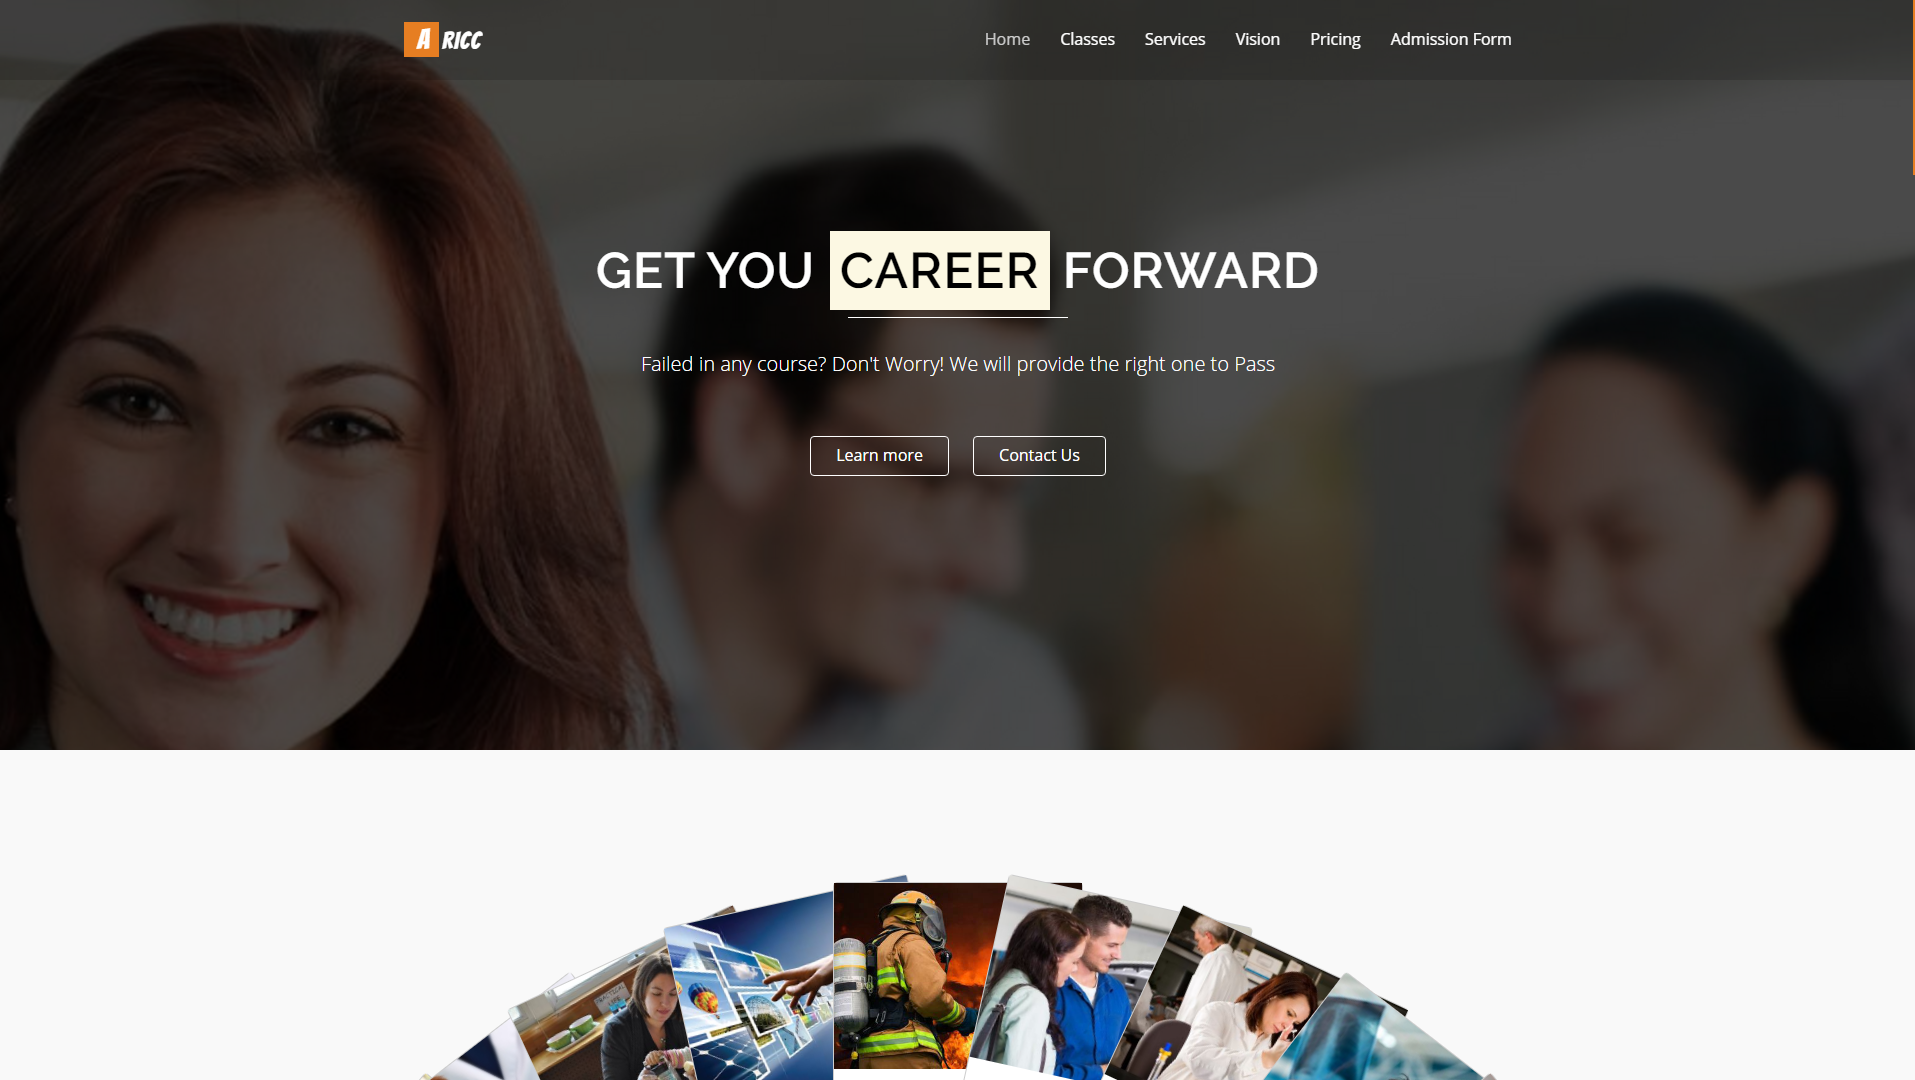 A RICC
Home Classes Services Vision Pricing Admission Form
GET YOU CAREER FORWARD
Failed in any course? Don't Worry! We will provide the right one to Pass
Learn more Contact Us